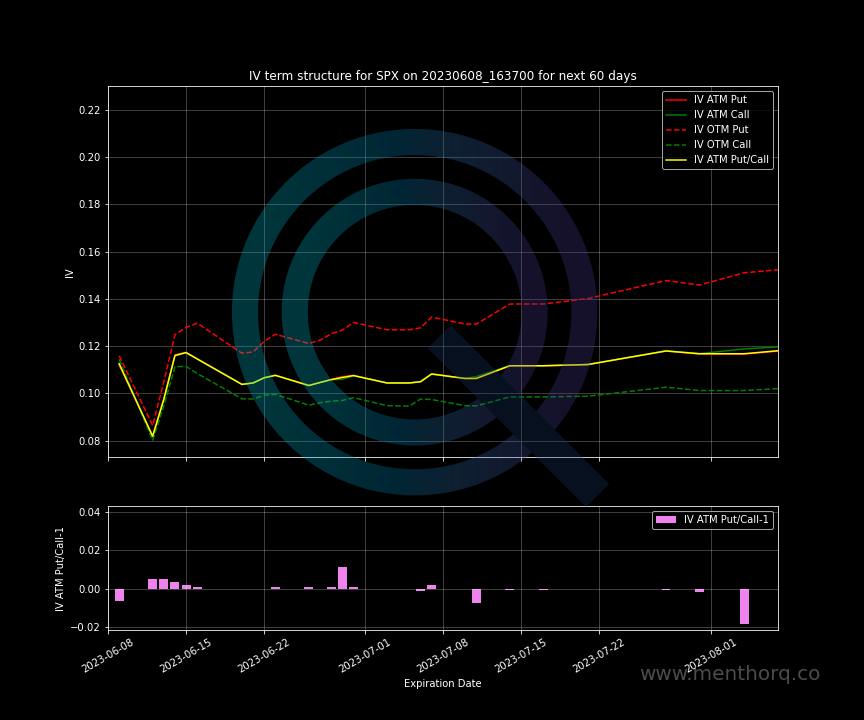 IV term structure for SPX on 20230608_163700 for next 60 days
IV ATM Put
IV ATM Call
IV OTM Put
IV OTM Call
IV ATM Put/Call
0.22
0.20
0.18
0.16
0.14
0.12
0.10
0.08
IV
IV ATM Put/Call-1
0.04
0.02
0.00
−0.02
IV ATM Put/Call-1
2023-06-08
2023-06-15
2023-06-22
2023-07-01
2023-07-08
2023-07-15
2023-07-22
2023-08-01
Expiration Date
www.menthorq.co